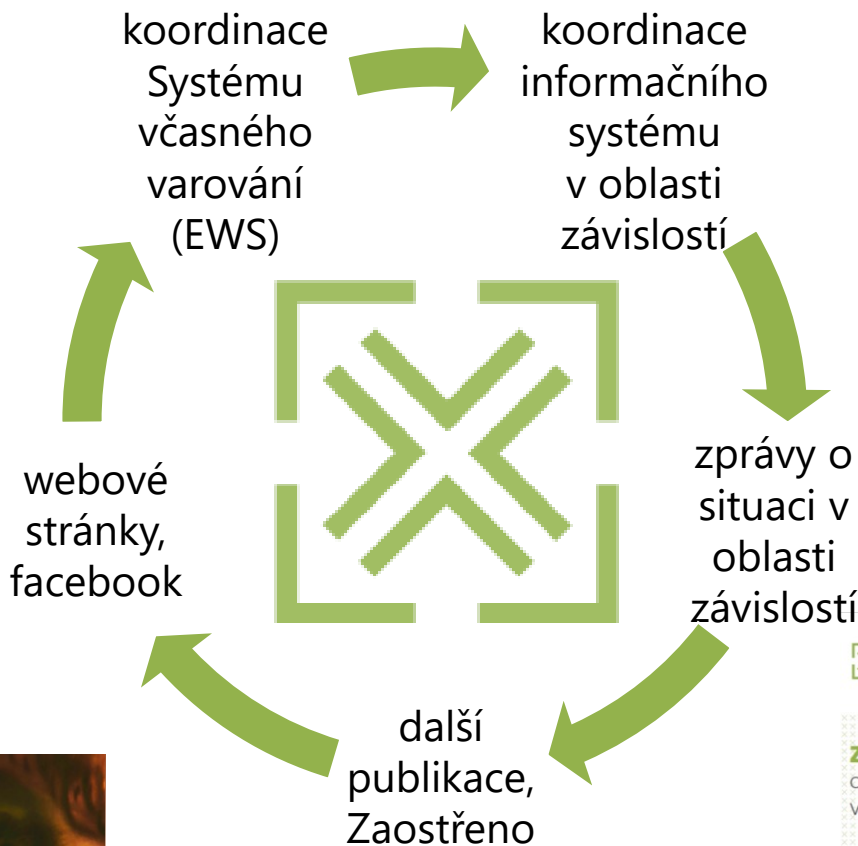 koordinace
Systému
včasného
varování
(EWS)
koordinace
informačního
systému
v oblasti
závislostí
zprávy o
situaci v
oblasti
závislostí
další
publikace,
Zaostřeno
webové
stránky,
facebook